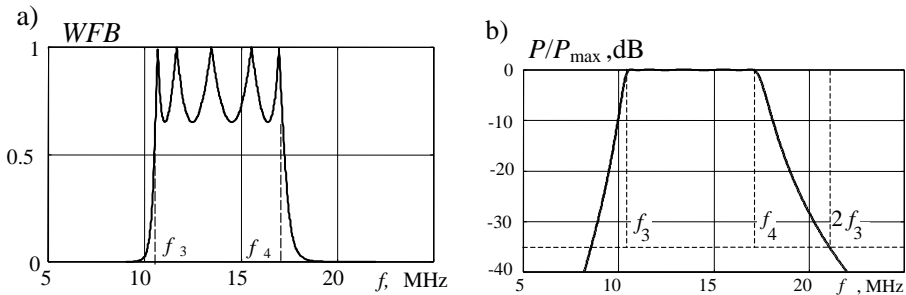 a)
WFB
1
0.5
0
f₃
f₄
5
10
15
20
f, MHz
b)
P/Pmax ,dB
0
-10
-20
-30
-40
f₃
f₄
2f₃
5
10
15
20
f , MHz